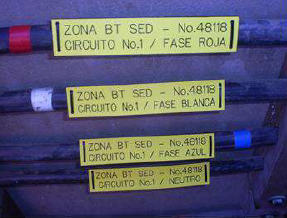 ZONA BT SED - No.48118
CIRCUITO No.1 / FASE ROJA
ZONA BT SED - No.48118
CIRCUITO No.1 / FASE BLANCA
ZONA BT SED - No.48118
CIRCUITO No.1 / FASE AZUL
ZONA BT SED - No.48118
CIRCUITO No.1 / NEUTRO